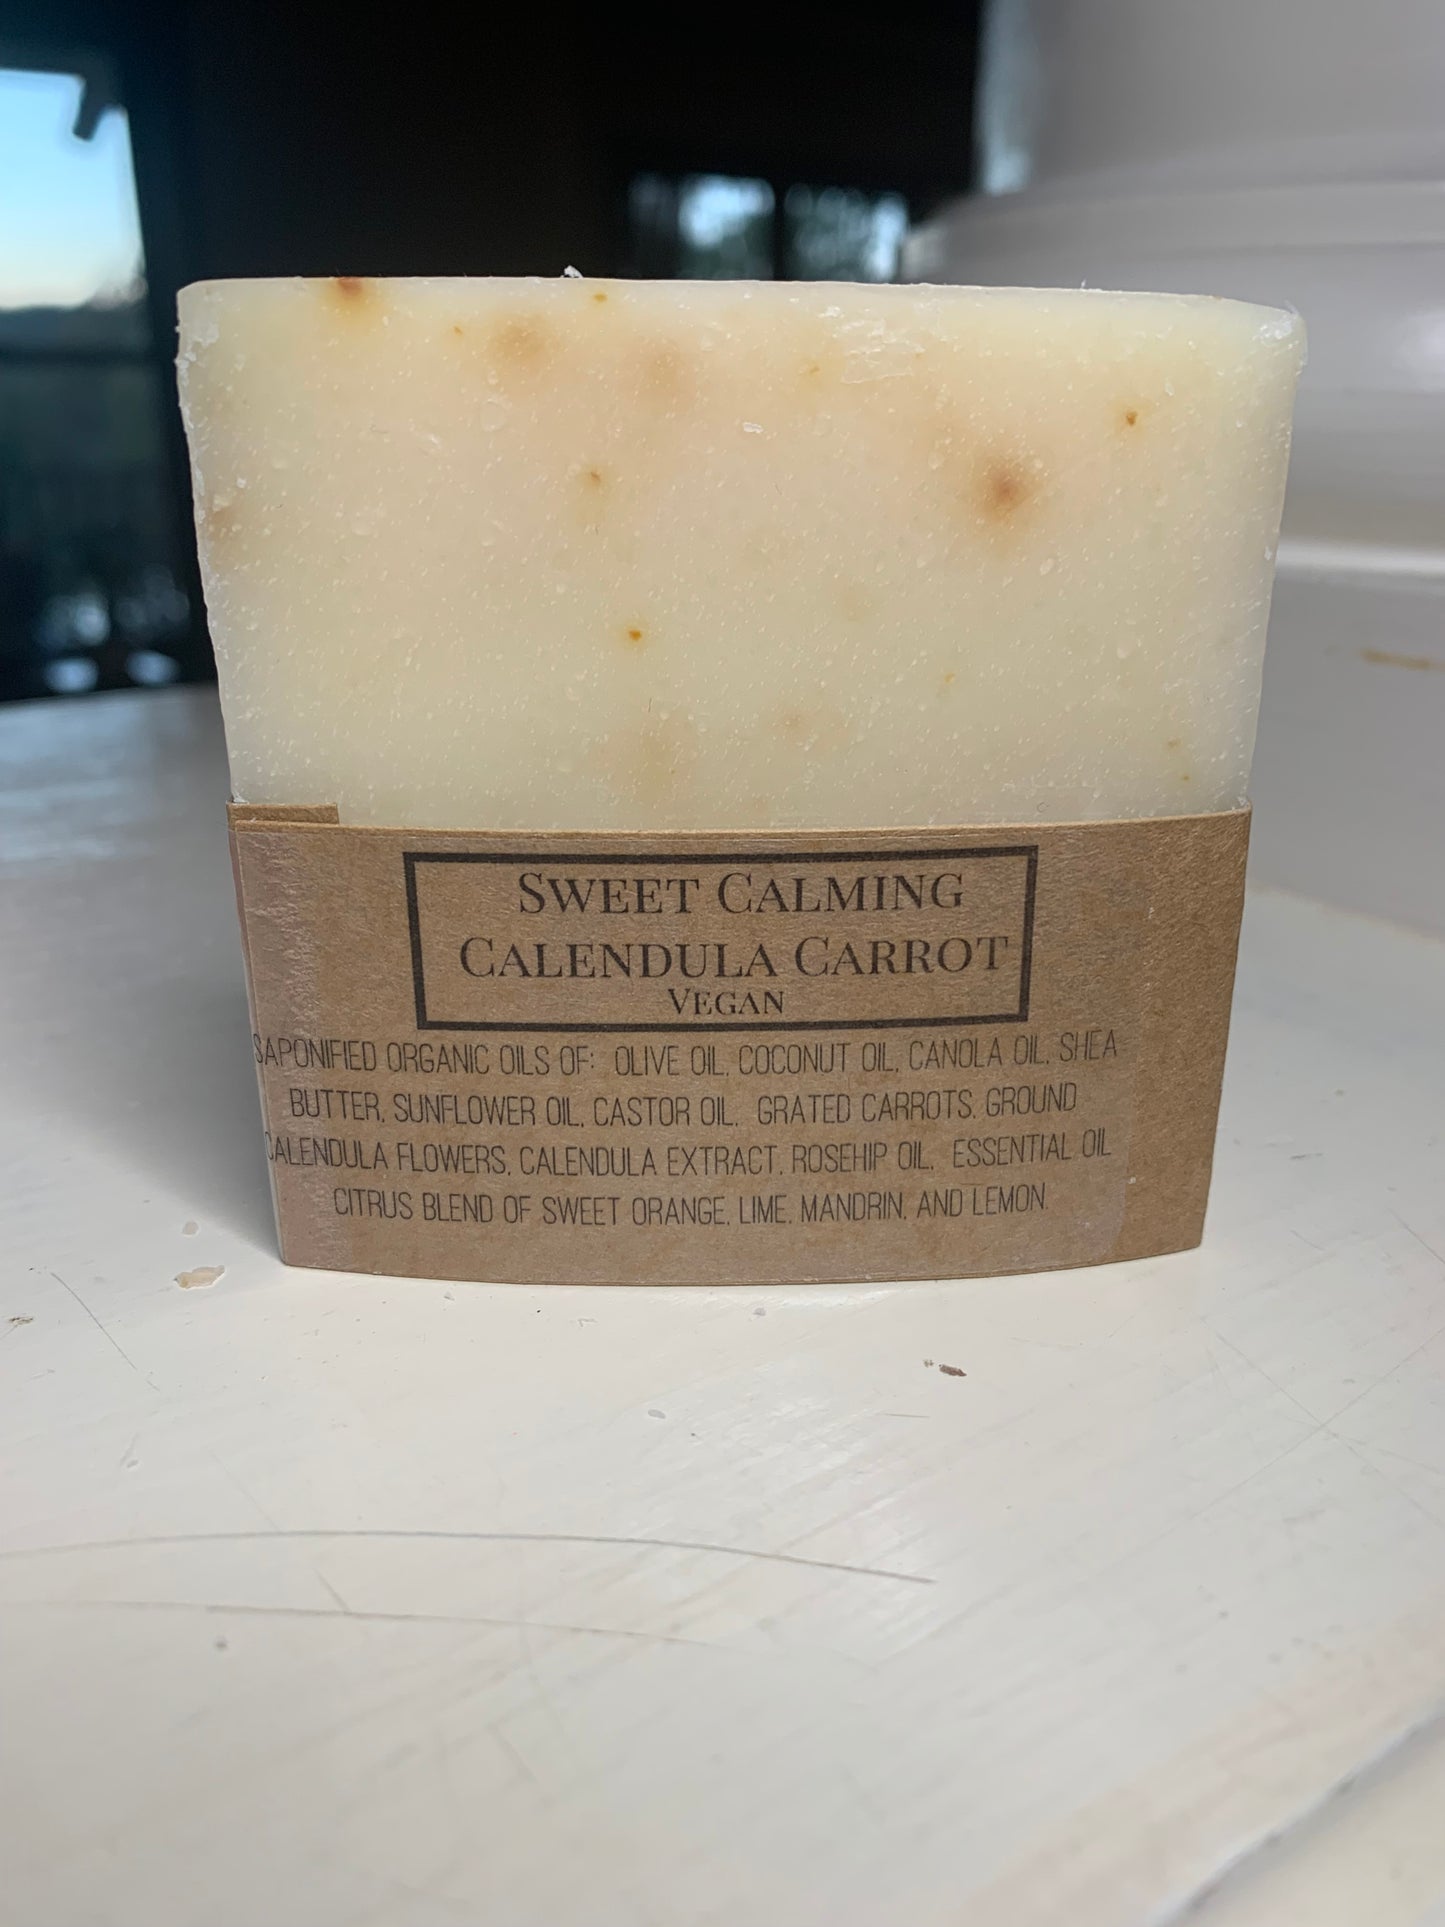 Sweet Calming
Calendula Carrot
Vegan
SAPONIFIED ORGANIC OILS OF: OLIVE OIL, COCONUT OIL, CANOLA OIL, SHEA
BUTTER, SUNFLOWER OIL, CASTOR OIL, GRATED CARROTS, GROUND
CALENDULA FLOWERS, CALENDULA EXTRACT, ROSEHIP OIL, ESSENTIAL OIL
CITRUS BLEND OF SWEET ORANGE, LIME, MANDRIN, AND LEMON.